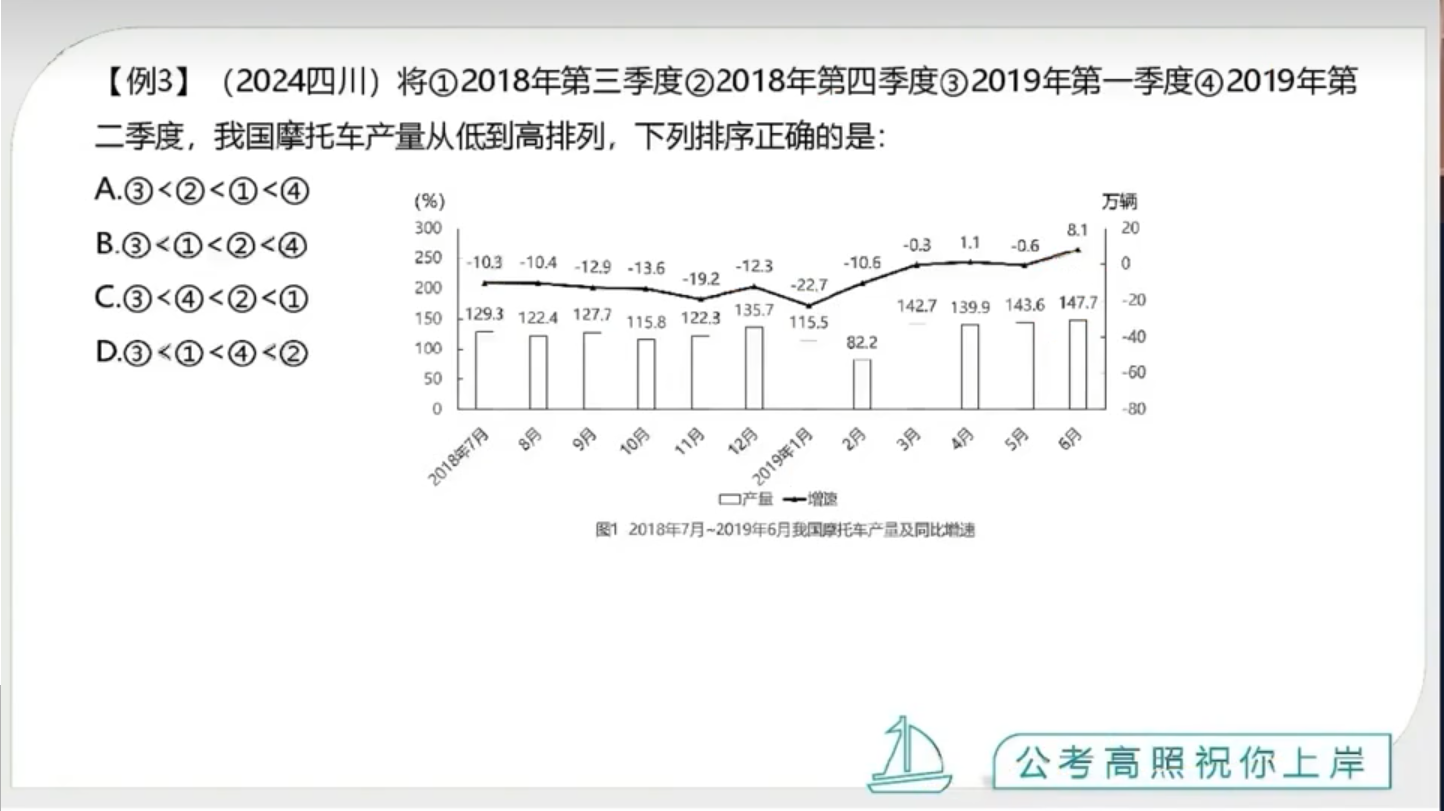 【例3】（2024四川）将①2018年第三季度②2018年第四季度③2019年第一季度④2019年第
二季度，我国摩托车产量从低到高排列，下列排序正确的是：
A.③<②<①<④
B.③<①<②<④
C.③<④<②<①
D.③<①<④<②
(%)
万辆
300
250
200
150
100
50
0
20
0
-20
-40
-60
-80
-10.3
-10.4
-12.9
-13.6
-19.2
-12.3
-22.7
-10.6
-0.3
1.1
-0.6
8.1
129.3
122.4
127.7
115.8
122.3
135.7
115.5
82.2
142.7
139.9
143.6
147.7
2018年7月
8月
9月
10月
11月
12月
2019年1月
2月
3月
4月
5月
6月
产量 增速
图1 2018年7月~2019年6月我国摩托车产量及同比增速
公考高照祝你上岸